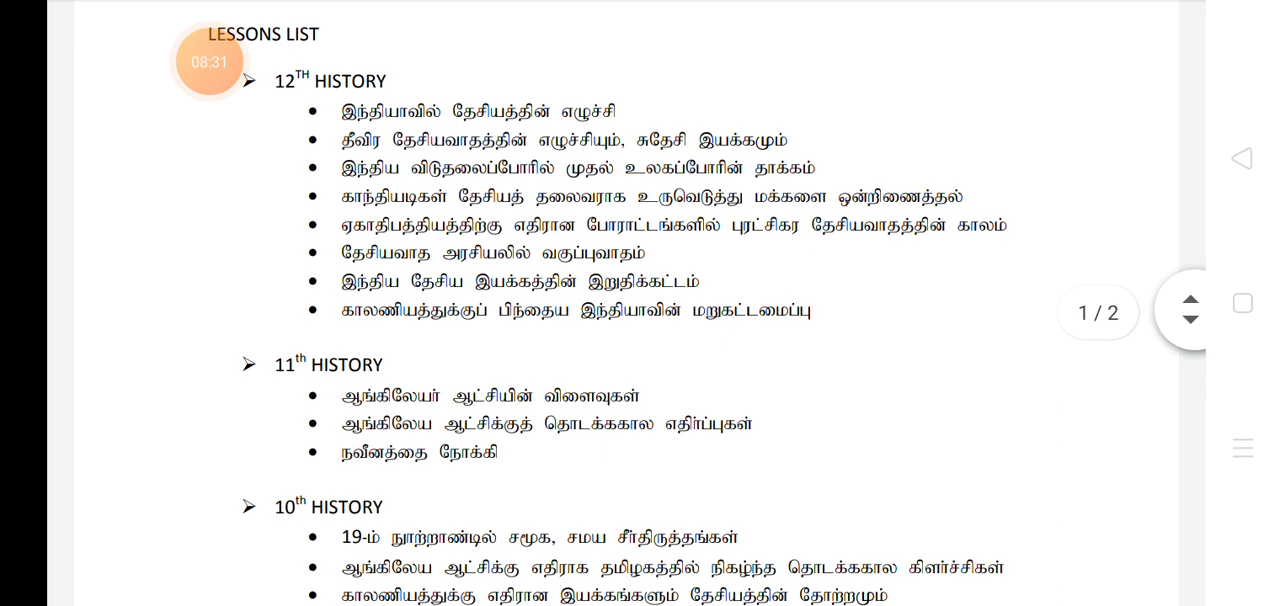 LESSONS LIST
08:31
➢ 12TH HISTORY
• இந்தியாவில் தேசியத்தின் எழுச்சி
• தீவிர தேசியவாதத்தின் எழுச்சியும், சுதேசி இயக்கமும்
• இந்திய விடுதலைப்போரில் முதல் உலகப்போரின் தாக்கம்
• காந்தியடிகள் தேசியத் தலைவராக உருவெடுத்து மக்களை ஒன்றிணைத்தல்
• ஏகாதிபத்தியத்திற்கு எதிரான போராட்டங்களில் புரட்சிகர தேசியவாதத்தின் காலம்
• தேசியவாத அரசியலில் வகுப்புவாதம்
• இந்திய தேசிய இயக்கத்தின் இறுதிக்கட்டம்
• காலணியத்துக்குப் பிந்தைய இந்தியாவின் மறுகட்டமைப்பு
1 / 2
➢ 11th HISTORY
• ஆங்கிலேயர் ஆட்சியின் விளைவுகள்
• ஆங்கிலேய ஆட்சிக்குத் தொடக்ககால எதிர்ப்புகள்
• நவீனத்தை நோக்கி
➢ 10th HISTORY
• 19-ம் நூற்றாண்டில் சமூக, சமய சீர்திருத்தங்கள்
• ஆங்கிலேய ஆட்சிக்கு எதிராக தமிழகத்தில் நிகழ்ந்த தொடக்ககால கிளர்ச்சிகள்
• காலணியத்துக்கு எதிரான இயக்கங்களும் தேசியத்தின் தோற்றமும்